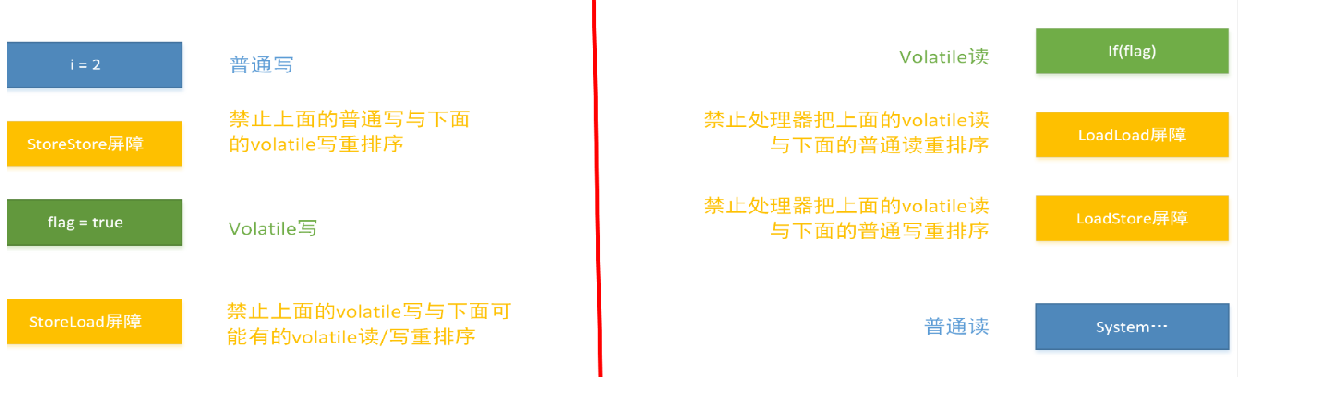 i = 2
普通写
StoreStore屏障
禁止上面的普通写与下面
的volatile写重排序
flag = true
Volatile写
StoreLoad屏障
禁止上面的volatile写与下面可
能有的volatile读/写重排序
Volatile读
If(flag)
禁止处理器把上面的volatile读
与下面的普通读重排序
LoadLoad屏障
禁止处理器把上面的volatile读
与下面的普通写重排序
LoadStore屏障
普通读
System⋯